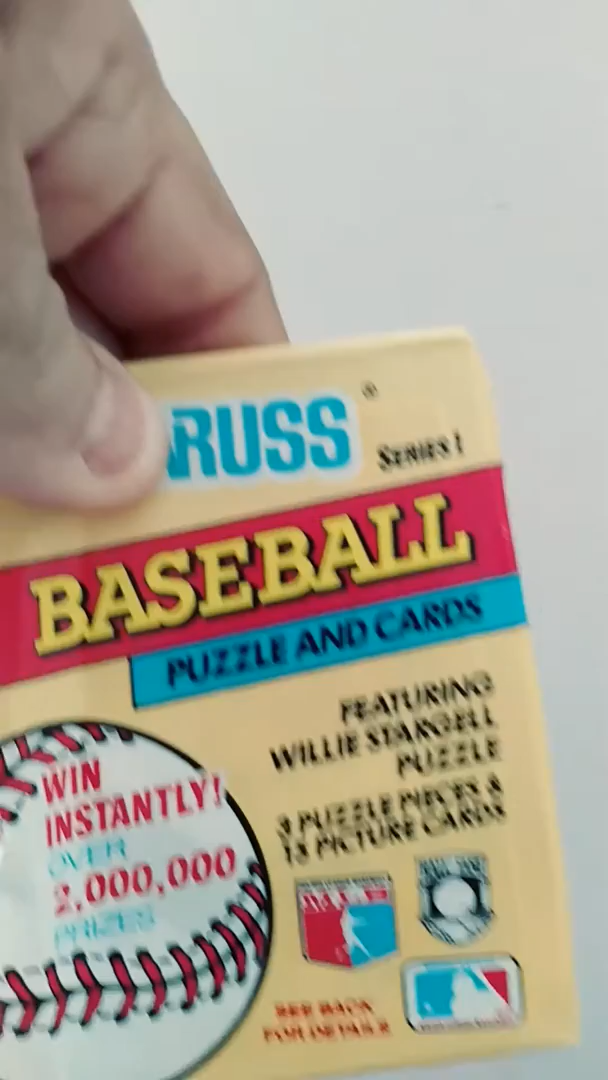 RUSS ®
SERIES 1
BASEBALL
PUZZLE AND CARDS
FEATURING
WILLIE STARGELL
PUZZLE
3 PUZZLE PIECES &
15 PICTURE CARDS
WIN
INSTANTLY!
OVER
2,000,000
PRIZES
SEE BACK
FOR DETAILS